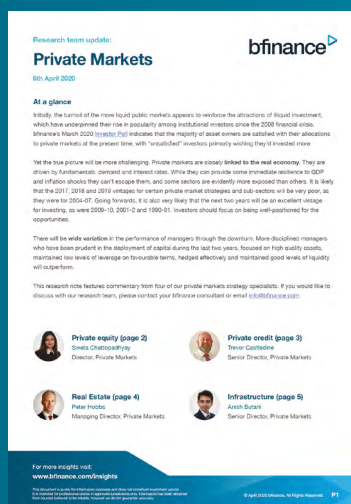 Research team update:
bfinance
Private Markets
6th April 2020
At a glance
Initially, the turmoil of the more liquid public markets appears to reinforce the attractions of illiquid investment,
which have underpinned their rise in popularity among institutional investors since the 2008 financial crisis.
bfinance's March 2020 Investor Poll indicates that the majority of asset owners are satisfied with their allocations
to private markets at the present time, with "unsatisfied" investors primarily wishing they'd invested more.
Yet the true picture will be more challenging. Private markets are closely linked to the real economy. They are
driven by fundamentals: demand and interest rates. While they can provide some immediate resilience to GDP
and inflation shocks they can't escape them, and some sectors are evidently more exposed than others. It is likely
that the 2017, 2018 and 2019 vintages for certain private market strategies and sub-sectors will be very poor, as
they were for 2004-07. Going forwards, it is also very likely that the next two years will be an excellent vintage
for investing, as were 2009-10, 2001-2 and 1990-91. Investors should focus on being well-positioned for the
opportunities.
There will be wide variation in the performance of managers through the downturn. More disciplined managers
who have been prudent in the deployment of capital during the last two years, focused on high quality assets,
maintained low levels of leverage on favourable terms, hedged effectively and maintained good levels of liquidity
will outperform.
This research note features commentary from four of our private markets strategy specialists. If you would like to
discuss with our research team, please contact your bfinance consultant or email info@bfinance.com
Private equity (page 2)
Sweta Chattopadhyay
Director, Private Markets
Private credit (page 3)
Trevor Castledine
Senior Director, Private Markets
Real Estate (page 4)
Peter Hobbs
Managing Director, Private Markets
Infrastructure (page 5)
Anish Butani
Senior Director, Private Markets
For more insights visit:
www.bfinance.com/insights
This document is purely for information purposes and does not constitute investment advice.
© April 2020 bfinance. All Rights Reserved. P1